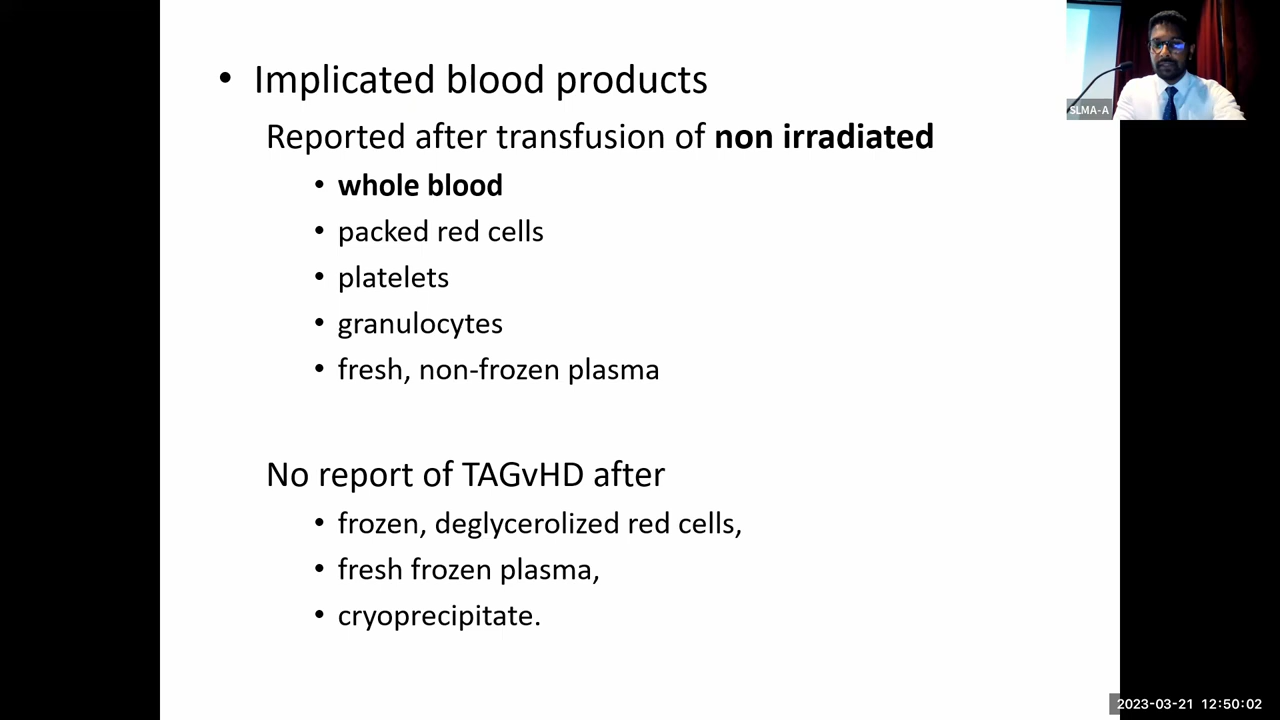 • Implicated blood products
Reported after transfusion of non irradiated
• whole blood
• packed red cells
• platelets
• granulocytes
• fresh, non-frozen plasma
No report of TAGvHD after
• frozen, deglycerolized red cells,
• fresh frozen plasma,
• cryoprecipitate.
SLMA-A
2023-03-21 12:50:02